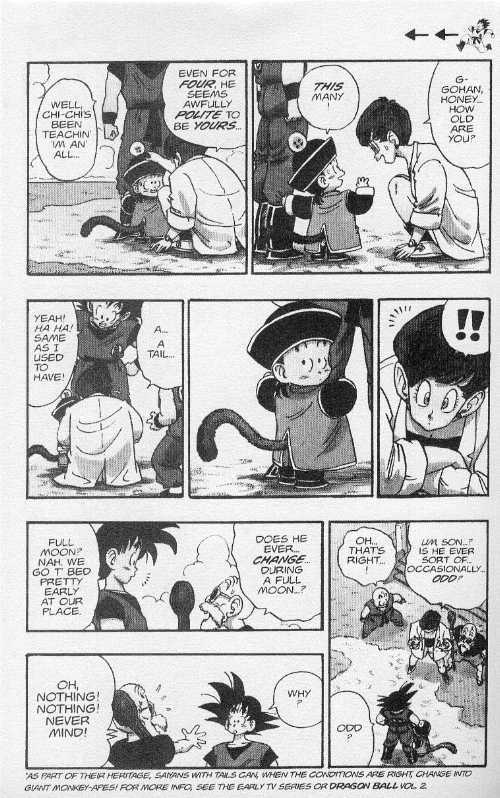 G-
GOHAN,
HONEY...
HOW
OLD
ARE
YOU?
THIS
MANY
!
EVEN FOR
FOUR, HE
SEEMS
AWFULLY
POLITE TO
BE YOURS...
WELL,
CHI-CHI'S
BEEN
TEACHIN'
'IM AN'
ALL...
!!
A...
A
TAIL...
YEAH!
HA HA!
SAME
AS I
USED
TO
HAVE!
UM, SON...?
IS HE EVER
SORT OF...
OCCASIONALLY...
ODD?
OH...
THAT'S
RIGHT...
!
ODD
?
DOES HE
EVER...
CHANGE...
DURING
A FULL
MOON...?
FULL
MOON?
NAH. WE
GO T' BED
PRETTY
EARLY
AT OUR
PLACE.
WHY
?
OH,
NOTHING!
NOTHING!
NEVER
MIND!
*AS PART OF THEIR HERITAGE, SAIYANS WITH TAILS CAN, WHEN THE CONDITIONS ARE RIGHT, CHANGE INTO
GIANT MONKEY-APES! FOR MORE INFO, SEE THE EARLY TV SERIES OR DRAGON BALL VOL. 2.